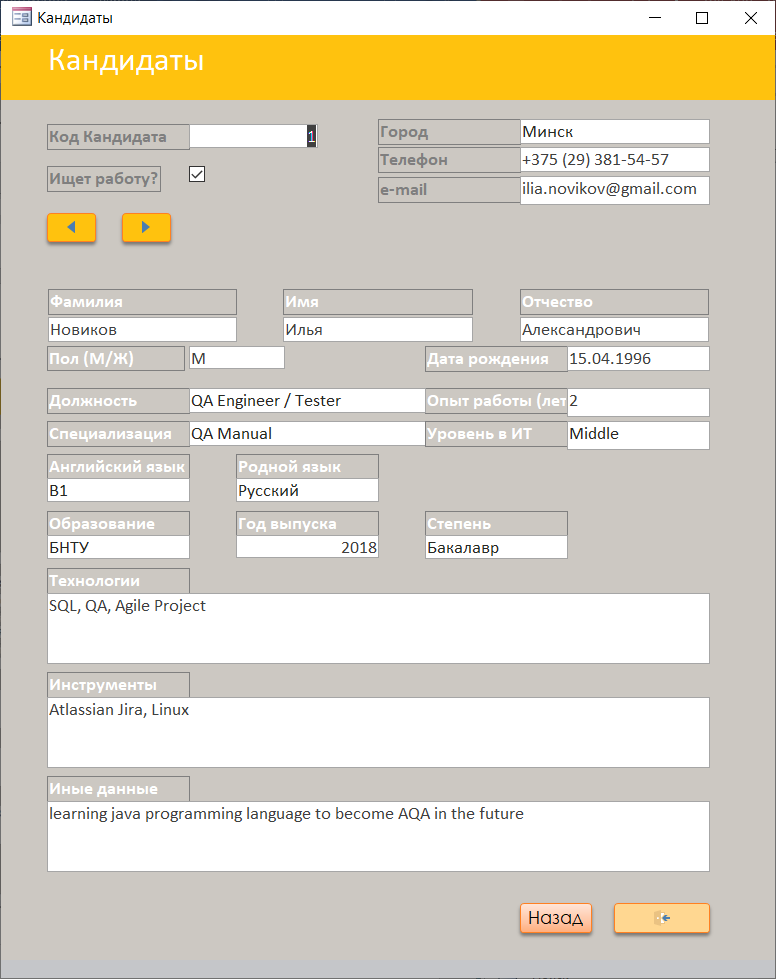 Кандидаты
Кандидаты
Код Кандидата 1
Город Минск
Телефон +375 (29) 381-54-57
Ищет работу?
e-mail ilia.novikov@gmail.com
Фамилия Имя Отчество
Новиков Илья Александрович
Пол (М/Ж) М Дата рождения 15.04.1996
Должность QA Engineer / Tester Опыт работы (лет 2
Специализация QA Manual Уровень в ИТ Middle
Английский язык Родной язык
B1 Русский
Образование Год выпуска Степень
БНТУ 2018 Бакалавр
Технологии
SQL, QA, Agile Project
Инструменты
Atlassian Jira, Linux
Иные данные
learning java programming language to become AQA in the future
Назад